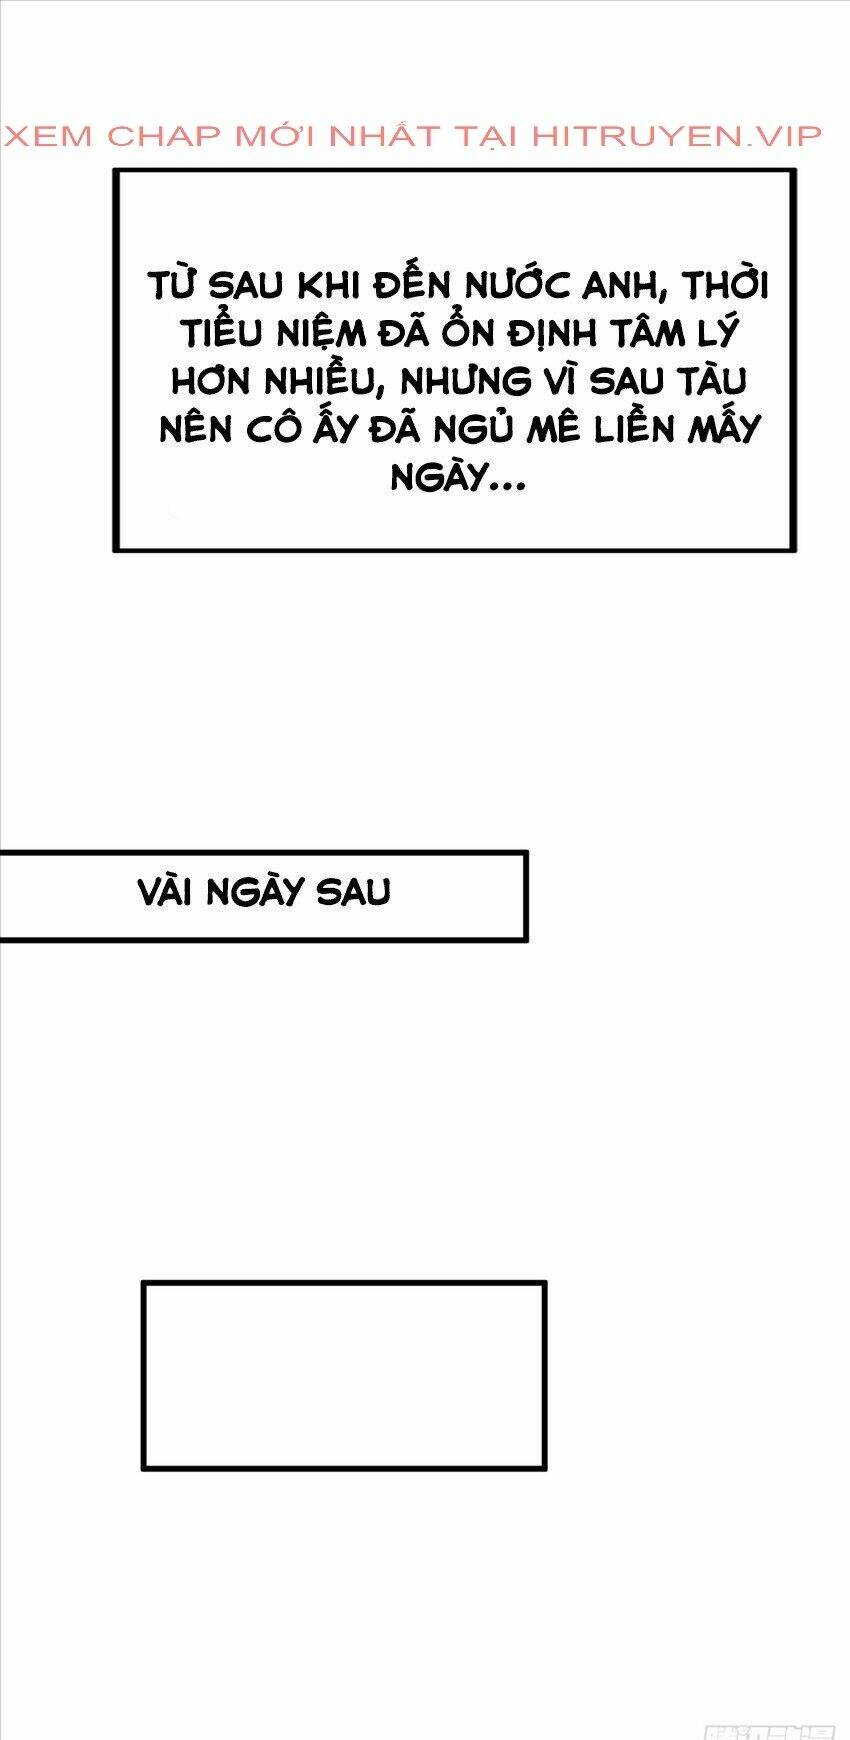 XEM CHAP MỚI NHẤT TẠI HITRUYEN.VIP
TỪ SAU KHI ĐẾN NƯỚC ANH, THỜI
TIỂU NIỆM ĐÃ ỔN ĐỊNH TÂM LÝ
HƠN NHIỀU, NHƯNG VÌ SAU TÀU
NÊN CÔ ẤY ĐÃ NGỦ MÊ LIỀN MẤY
NGÀY...
VÀI NGÀY SAU